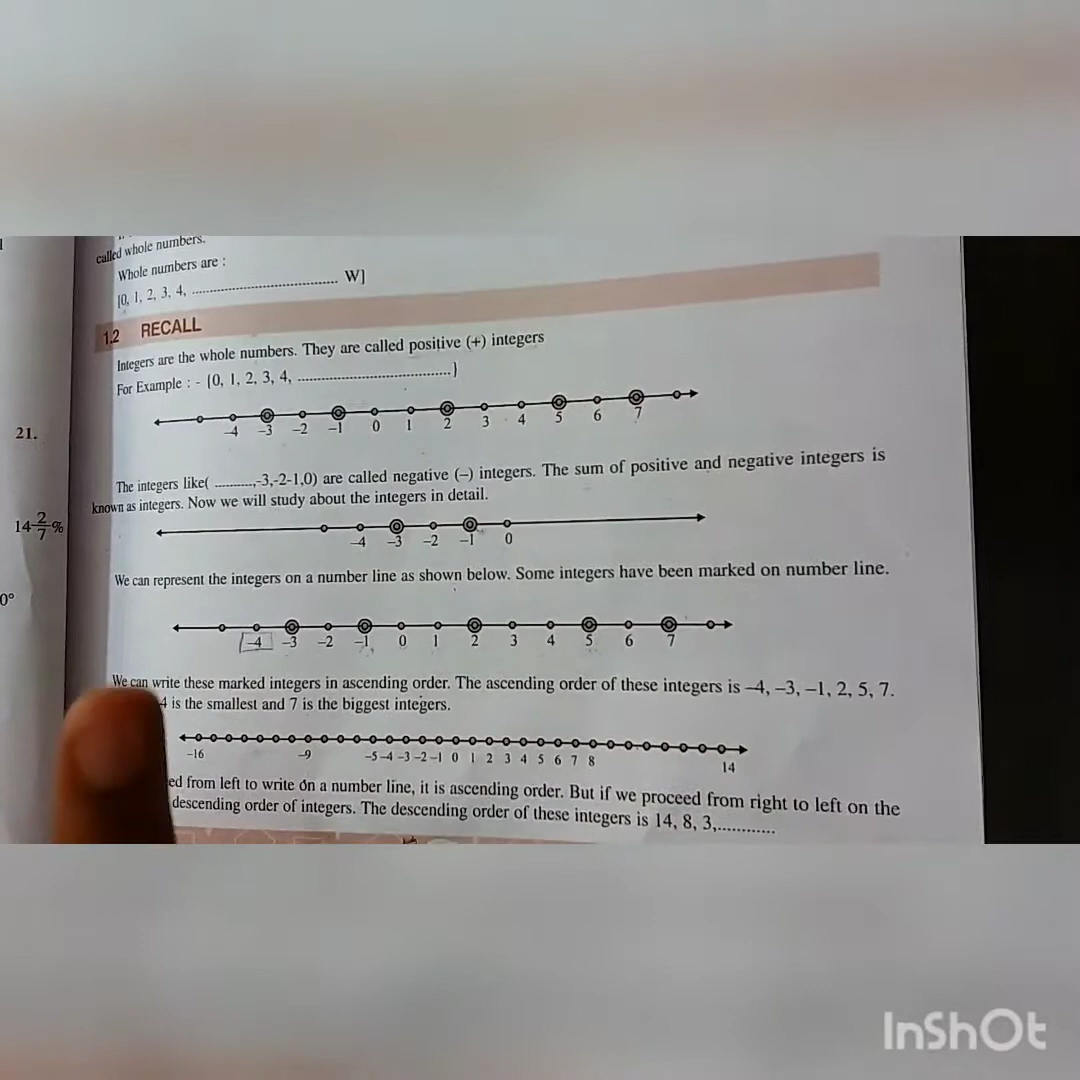 called whole numbers.
Whole numbers are :
[0, 1, 2, 3, 4, .................................... W]
1.2 RECALL
Integers are the whole numbers. They are called positive (+) integers
For Example : - [0, 1, 2, 3, 4, ......................................}
–4 –3 –2 –1 0 1 2 3 4 5 6 7
21.
The integers like( ..........,-3,-2-1,0) are called negative (–) integers. The sum of positive and negative integers is
known as integers. Now we will study about the integers in detail.
14 2/7 %
–4 –3 –2 –1 0
We can represent the integers on a number line as shown below. Some integers have been marked on number line.
0°
–4 –3 –2 –1 0 1 2 3 4 5 6 7
We can write these marked integers in ascending order. The ascending order of these integers is –4, –3, –1, 2, 5, 7.
4 is the smallest and 7 is the biggest integers.
–16 –9 –5 –4 –3 –2 –1 0 1 2 3 4 5 6 7 8 14
ed from left to write on a number line, it is ascending order. But if we proceed from right to left on the
descending order of integers. The descending order of these integers is 14, 8, 3,............
InShOt